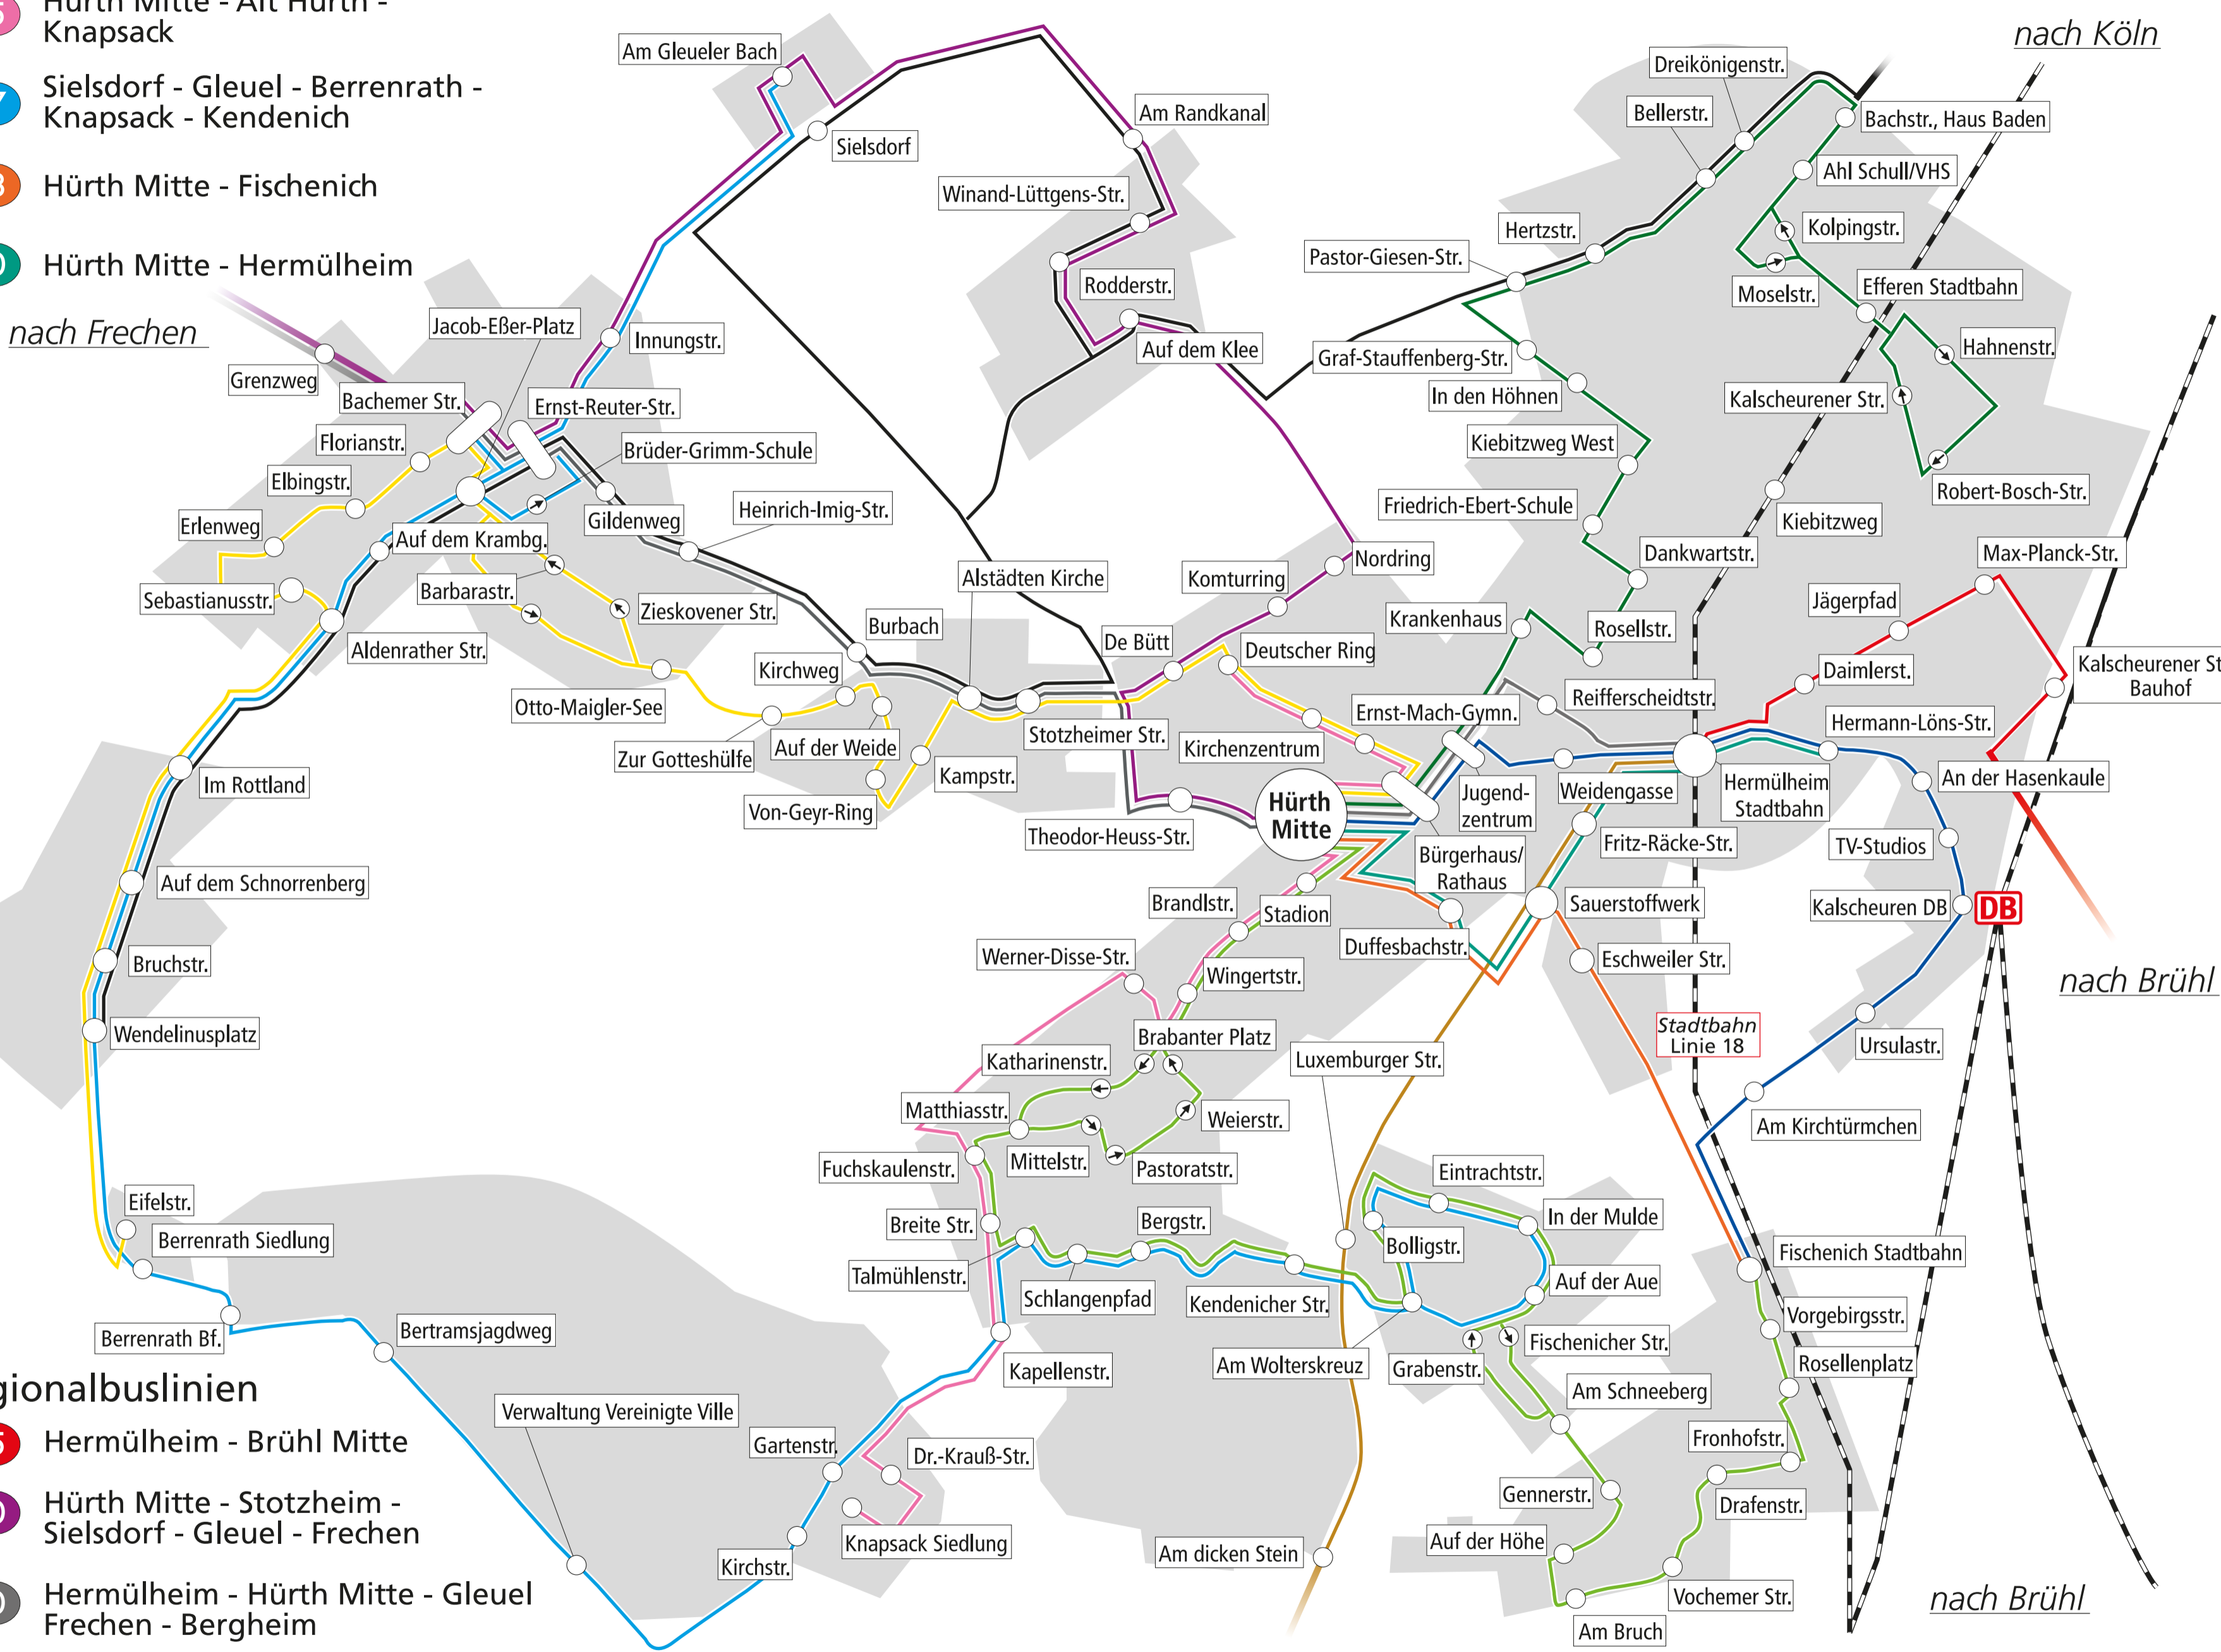 Hürth Mitte - Alt Hürth -
Knapsack
Sielsdorf - Gleuel - Berrenrath -
Knapsack - Kendenich
Hürth Mitte - Fischenich
Hürth Mitte - Hermülheim
nach Frechen
nach Köln
Am Gleueler Bach
Sielsdorf
Am Randkanal
Winand-Lüttgens-Str.
Rodderstr.
Auf dem Klee
Dreikönigenstr.
Bellerstr.
Bachstr., Haus Baden
Ahl Schull/VHS
Kolpingstr.
Hertzstr.
Pastor-Giesen-Str.
Moselstr.
Efferen Stadtbahn
Hahnenstr.
Graf-Stauffenberg-Str.
In den Höhnen
Kalscheurener Str.
Kiebitzweg West
Robert-Bosch-Str.
Kiebitzweg
Friedrich-Ebert-Schule
Dankwartstr.
Max-Planck-Str.
Jägerpfad
Krankenhaus
Rosellstr.
Daimlerst.
Kalscheurener St
Bauhof
Reifferscheidtstr.
Hermann-Löns-Str.
Ernst-Mach-Gymn.
An der Hasenkaule
Jacob-Eßer-Platz
Innungstr.
Grenzweg
Bachemer Str.
Ernst-Reuter-Str.
Florianstr.
Brüder-Grimm-Schule
Elbingstr.
Erlenweg
Gildenweg
Heinrich-Imig-Str.
Auf dem Krambg.
Barbarastr.
Sebastianusstr.
Zieskovener Str.
Aldenrather Str.
Burbach
Alstädten Kirche
Kirchweg
Otto-Maigler-See
Zur Gotteshülfe
Auf der Weide
Kampstr.
Von-Geyr-Ring
Komturring
Nordring
De Bütt
Deutscher Ring
Stotzheimer Str.
Kirchenzentrum
Theodor-Heuss-Str.
Hürth
Mitte
Jugend-
zentrum
Weidengasse
Hermülheim
Stadtbahn
Bürgerhaus/
Rathaus
Fritz-Räcke-Str.
TV-Studios
Kalscheuren DB
DB
Sauerstoffwerk
Im Rottland
Auf dem Schnorrenberg
Bruchstr.
Wendelinusplatz
Brandlstr.
Stadion
Duffesbachstr.
Eschweiler Str.
nach Brühl
Werner-Disse-Str.
Wingertstr.
Brabanter Platz
Stadtbahn
Linie 18
Ursulastr.
Katharinenstr.
Luxemburger Str.
Matthiasstr.
Weierstr.
Am Kirchtürmchen
Fuchskaulenstr.
Mittelstr.
Pastoratstr.
Eintrachtstr.
Eifelstr.
Berrenrath Siedlung
Breite Str.
Bergstr.
In der Mulde
Bolligstr.
Fischenich Stadtbahn
Talmühlenstr.
Schlangenpfad
Kendenicher Str.
Auf der Aue
Berrenrath Bf.
Bertramsjagdweg
Vorgebirgsstr.
Kapellenstr.
Am Wolterskreuz
Grabenstr.
Fischenicher Str.
Rosellenplatz
Am Schneeberg
gionalbuslinien
Verwaltung Vereinigte Ville
Gartenstr.
Dr.-Krauß-Str.
Fronhofstr.
Hermülheim - Brühl Mitte
Gennerstr.
Drafenstr.
Hürth Mitte - Stotzheim -
Sielsdorf - Gleuel - Frechen
Knapsack Siedlung
Auf der Höhe
Am dicken Stein
Kirchstr.
Vochemer Str.
Hermülheim - Hürth Mitte - Gleuel
Frechen - Bergheim
Am Bruch
nach Brühl